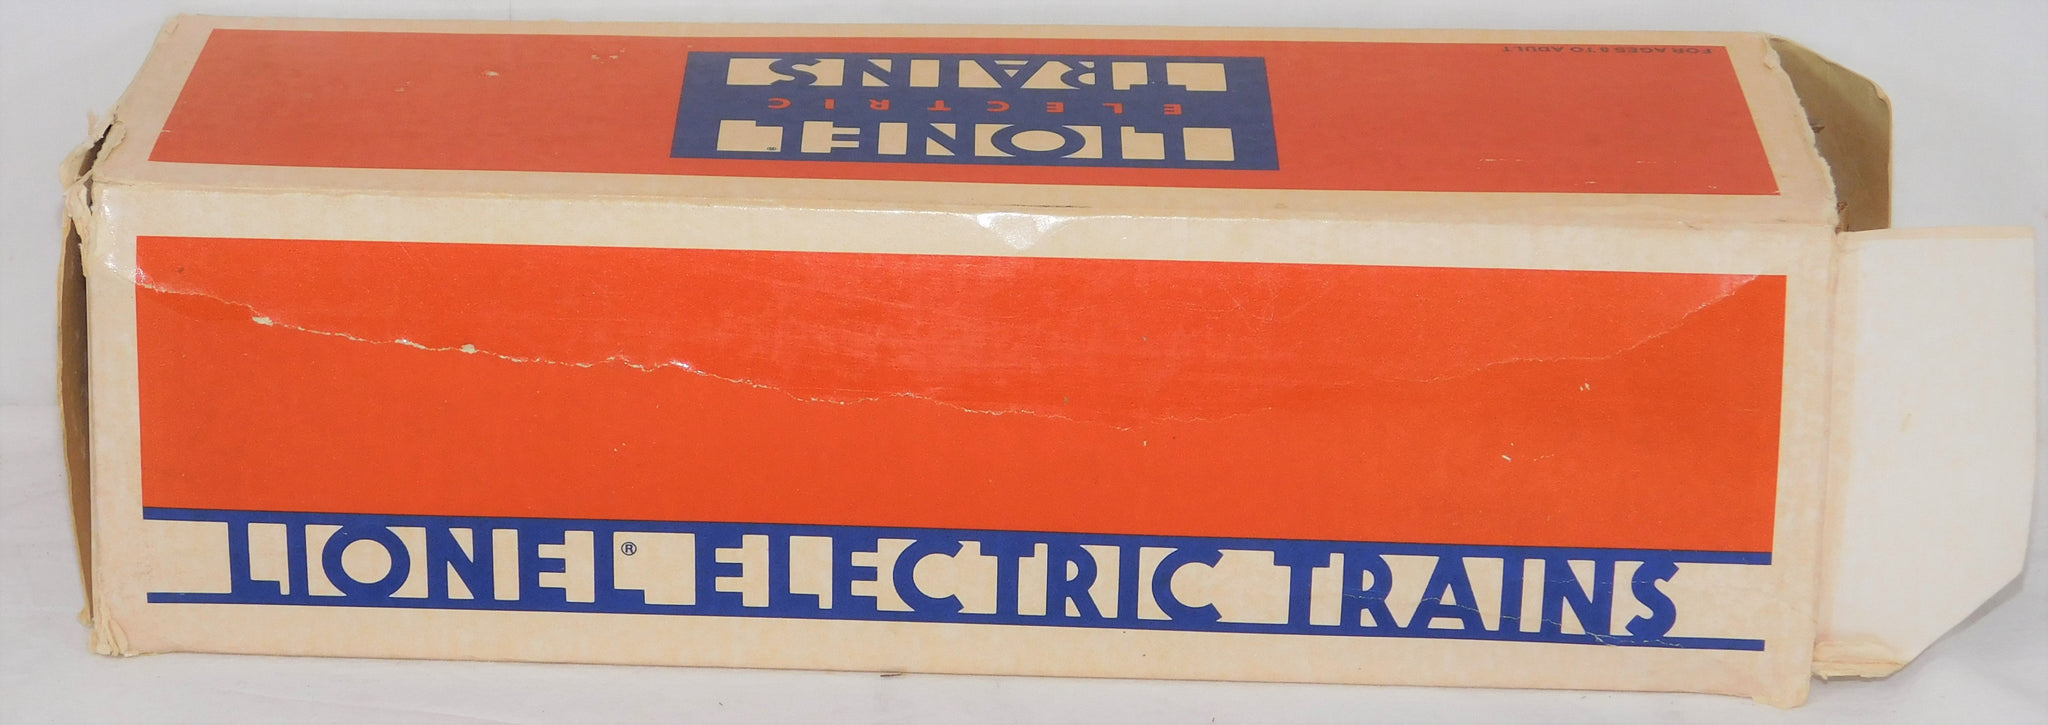 FOR AGES 8 TO ADULT
LIONEL®
ELECTRIC
TRAINS
LIONEL® ELECTRIC TRAINS